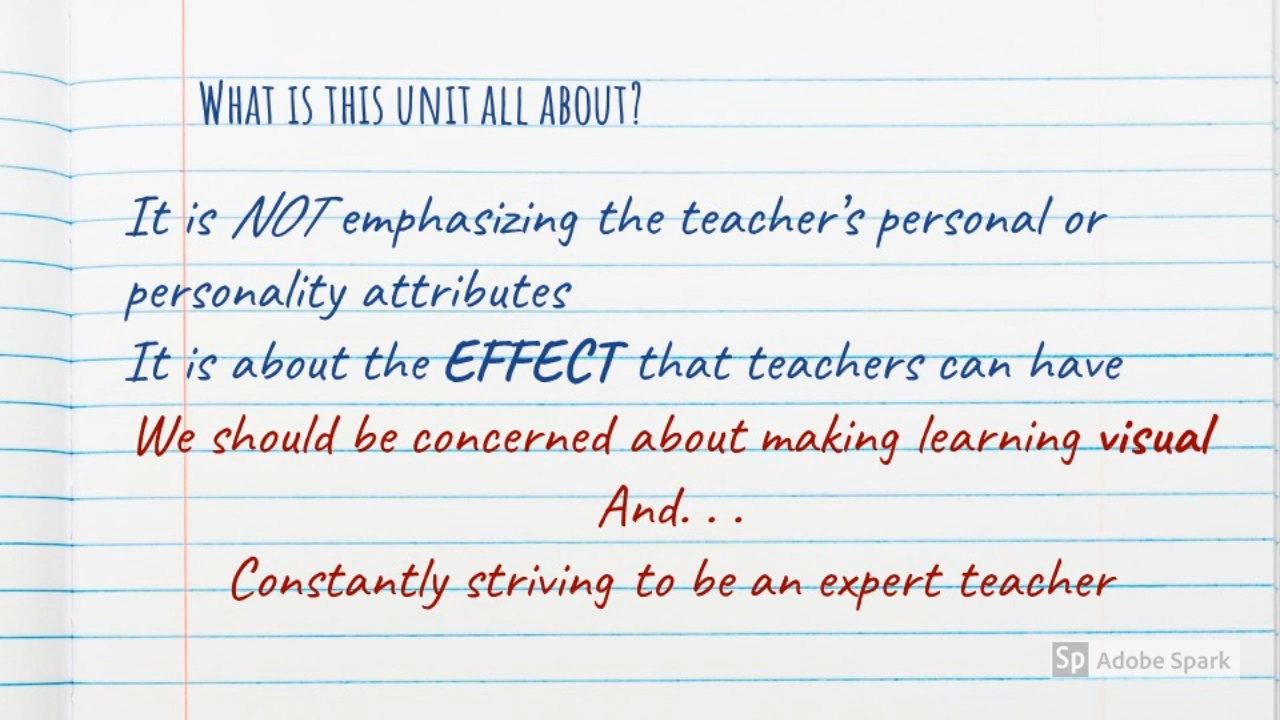 WHAT IS THIS UNIT ALL ABOUT?
It is NOT emphasizing the teacher's personal or
personality attributes
It is about the EFFECT that teachers can have
We should be concerned about making learning visual
And. . .
Constantly striving to be an expert teacher
Sp Adobe Spark